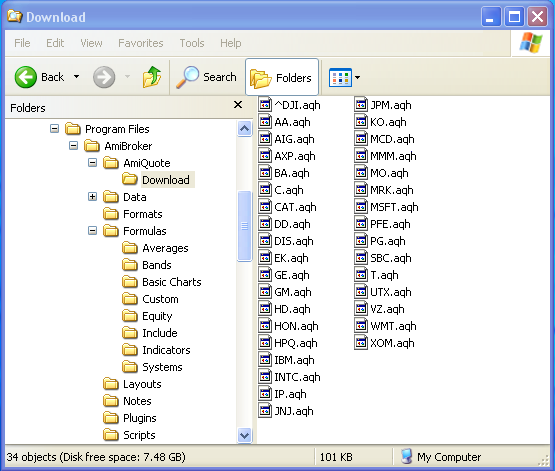 Download
File Edit View Favorites Tools Help
Back Search Folders
Folders
Program Files
AmiBroker
AmiQuote
Download
Data
Formats
Formulas
Averages
Bands
Basic Charts
Custom
Equity
Include
Indicators
Systems
Layouts
Notes
Plugins
Scripts
^DJI.aqh
AA.aqh
AIG.aqh
AXP.aqh
BA.aqh
C.aqh
CAT.aqh
DD.aqh
DIS.aqh
EK.aqh
GE.aqh
GM.aqh
HD.aqh
HON.aqh
HPQ.aqh
IBM.aqh
INTC.aqh
IP.aqh
JNJ.aqh
JPM.aqh
KO.aqh
MCD.aqh
MMM.aqh
MO.aqh
MRK.aqh
MSFT.aqh
PFE.aqh
PG.aqh
SBC.aqh
T.aqh
UTX.aqh
VZ.aqh
WMT.aqh
XOM.aqh
34 objects (Disk free space: 7.48 GB) 101 KB My Computer